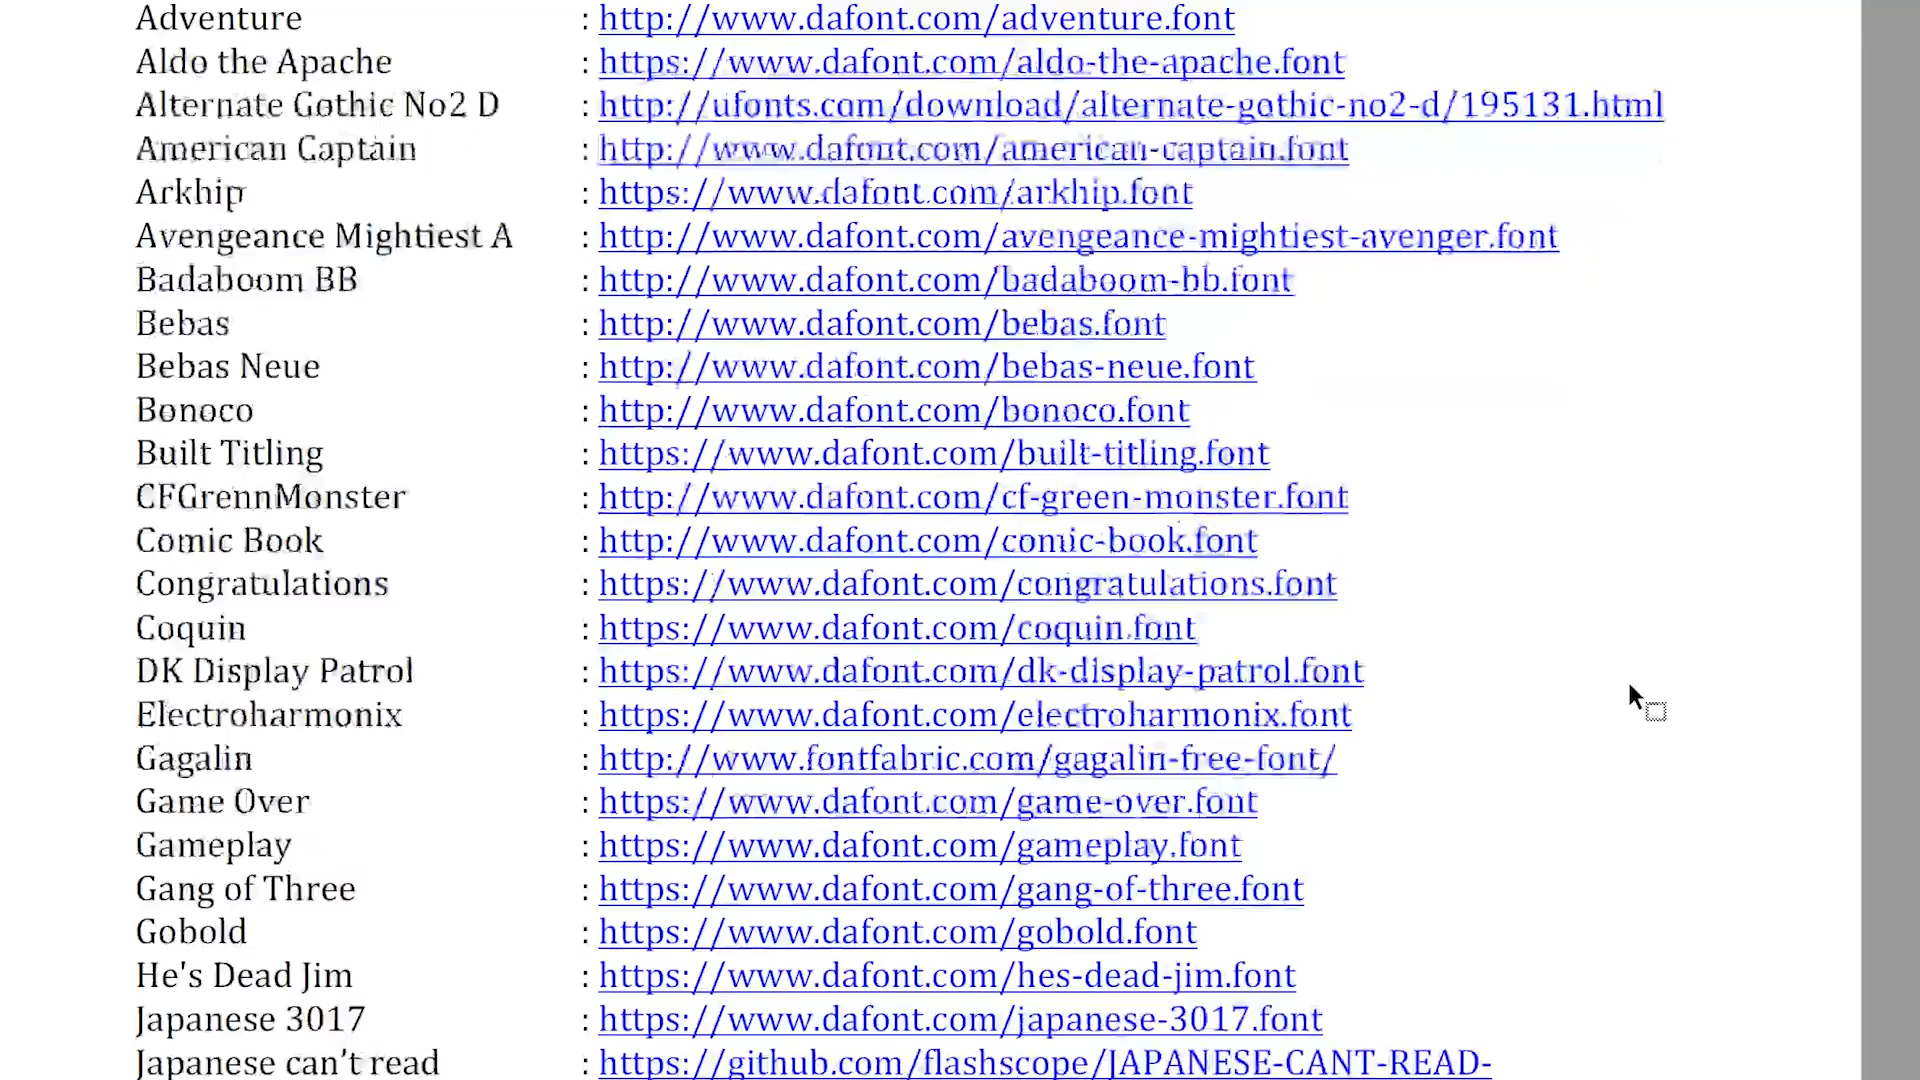 Adventure : http://www.dafont.com/adventure.font
Aldo the Apache : https://www.dafont.com/aldo-the-apache.font
Alternate Gothic No2 D : http://ufonts.com/download/alternate-gothic-no2-d/195131.html
American Captain : http://www.dafont.com/american-captain.font
Arkhip : https://www.dafont.com/arkhip.font
Avengeance Mightiest A : http://www.dafont.com/avengeance-mightiest-avenger.font
Badaboom BB : http://www.dafont.com/badaboom-bb.font
Bebas : http://www.dafont.com/bebas.font
Bebas Neue : http://www.dafont.com/bebas-neue.font
Bonoco : http://www.dafont.com/bonoco.font
Built Titling : https://www.dafont.com/built-titling.font
CFGrennMonster : http://www.dafont.com/cf-green-monster.font
Comic Book : http://www.dafont.com/comic-book.font
Congratulations : https://www.dafont.com/congratulations.font
Coquin : https://www.dafont.com/coquin.font
DK Display Patrol : https://www.dafont.com/dk-display-patrol.font
Electroharmonix : https://www.dafont.com/electroharmonix.font
Gagalin : http://www.fontfabric.com/gagalin-free-font/
Game Over : https://www.dafont.com/game-over.font
Gameplay : https://www.dafont.com/gameplay.font
Gang of Three : https://www.dafont.com/gang-of-three.font
Gobold : https://www.dafont.com/gobold.font
He's Dead Jim : https://www.dafont.com/hes-dead-jim.font
Japanese 3017 : https://www.dafont.com/japanese-3017.font
Japanese can’t read : https://github.com/flashscope/JAPANESE-CANT-READ-